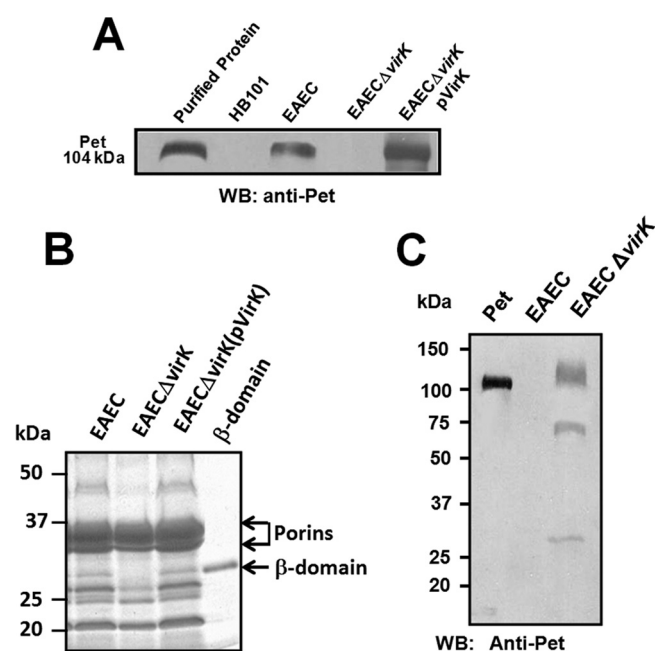 A
Purified Protein
HB101
EAEC
EAECΔvirK
EAECΔvirK
pVirK
Pet
104 kDa
WB: anti-Pet
B
EAEC
EAECΔvirK
EAECΔvirK(pVirK)
β-domain
kDa
50
37
25
20
Porins
β-domain
C
Pet
EAEC
EAEC ΔvirK
kDa
150
100
75
50
37
25
20
WB: Anti-Pet